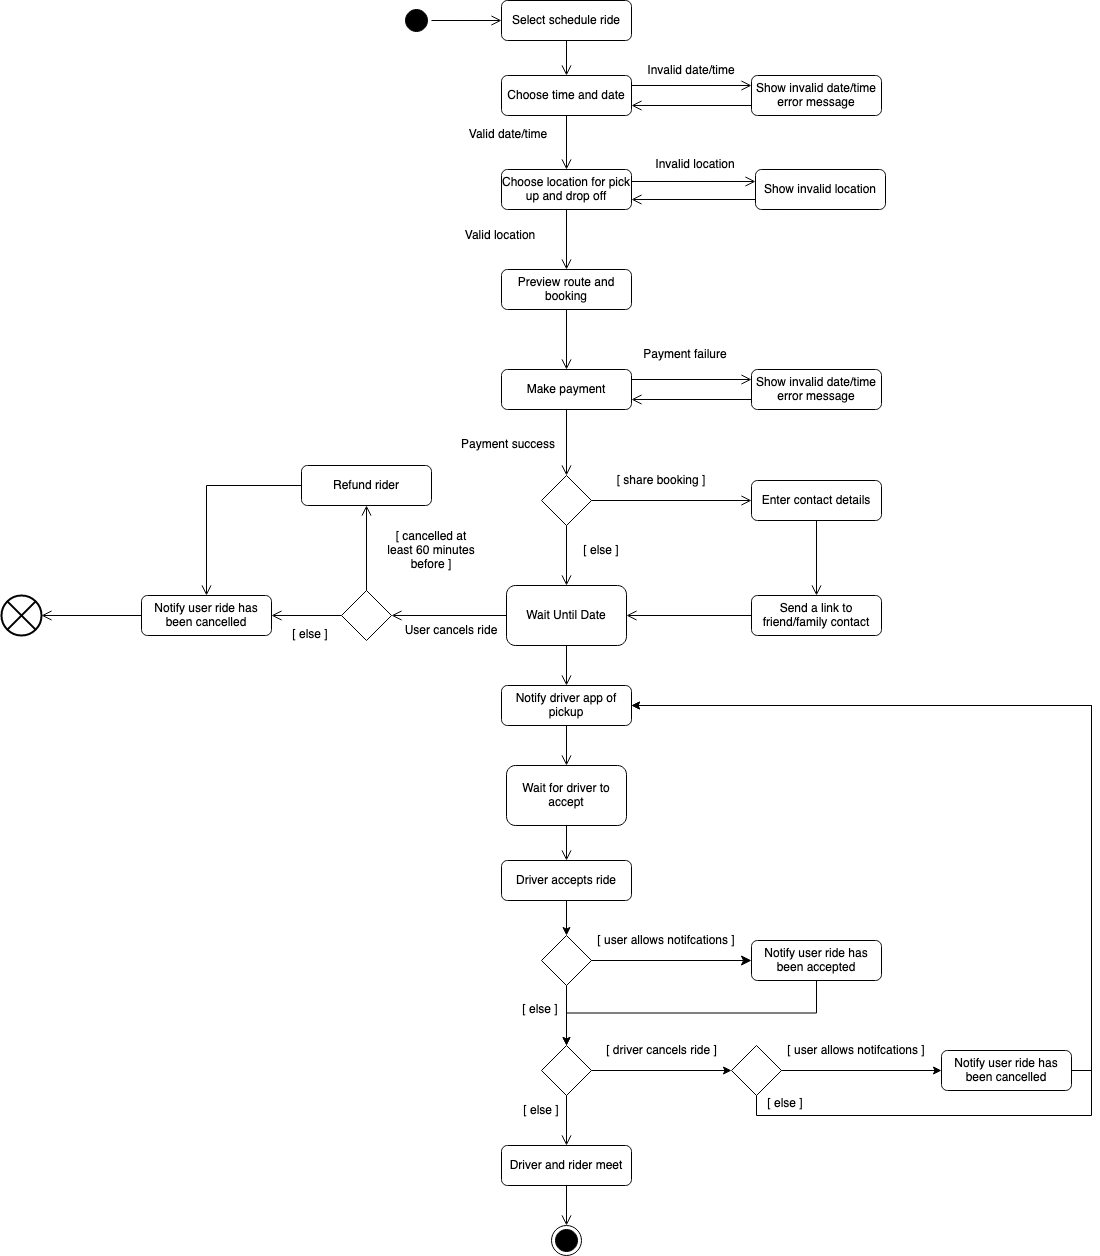 Select schedule ride
Invalid date/time
Choose time and date
Show invalid date/time
error message
Valid date/time
Invalid location
Choose location for pick
up and drop off
Show invalid location
Valid location
Preview route and
booking
Payment failure
Make payment
Show invalid date/time
error message
Payment success
[ share booking ]
Refund rider
Enter contact details
[ cancelled at
least 60 minutes
before ]
[ else ]
Notify user ride has
been cancelled
[ else ]
User cancels ride
Wait Until Date
Send a link to
friend/family contact
Notify driver app of
pickup
Wait for driver to
accept
Driver accepts ride
[ user allows notifcations ]
Notify user ride has
been accepted
[ else ]
[ driver cancels ride ]
[ user allows notifcations ]
Notify user ride has
been cancelled
[ else ]
[ else ]
Driver and rider meet